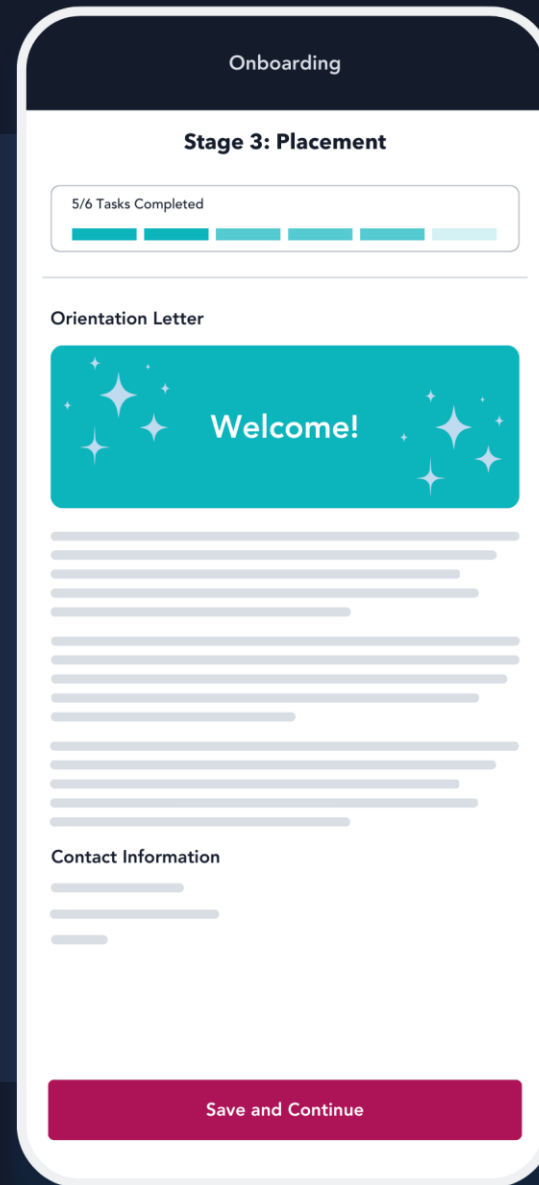 Onboarding
Stage 3: Placement
5/6 Tasks Completed
Orientation Letter
Welcome!
Contact Information
Save and Continue